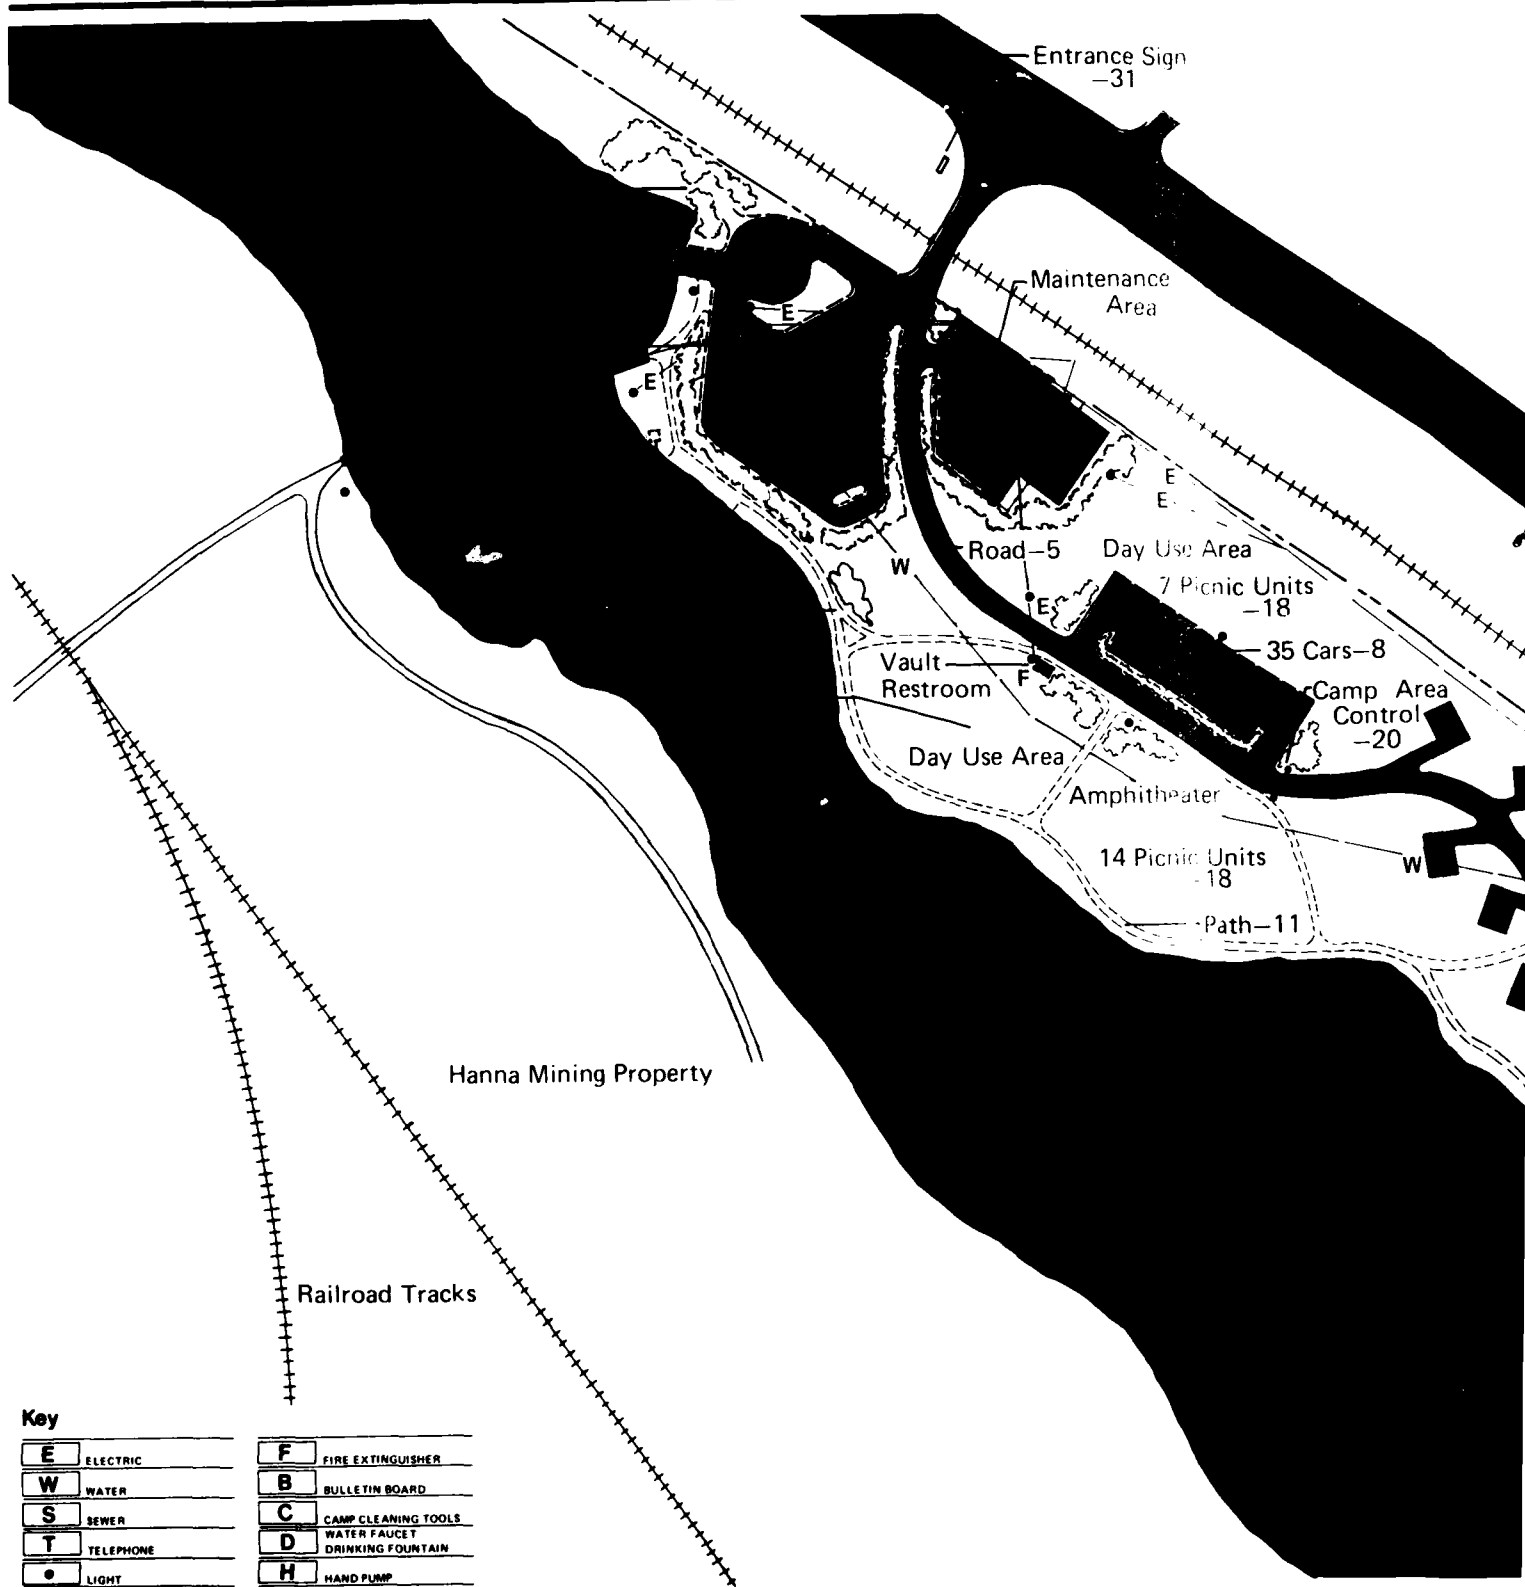 Entrance Sign
—31
Maintenance
Area
E
E
E
E
Road—5
Day Use Area
W
7 Picnic Units
—18
E
35 Cars—8
Vault
Restroom
F
Camp Area
Control
—20
Day Use Area
Amphitheater
14 Picnic Units
-18
W
Path—11
Hanna Mining Property
Railroad Tracks
Key
E ELECTRIC
W WATER
S SEWER
T TELEPHONE
• LIGHT
F FIRE EXTINGUISHER
B BULLETIN BOARD
C CAMP CLEANING TOOLS
D WATER FAUCET
DRINKING FOUNTAIN
H HAND PUMP